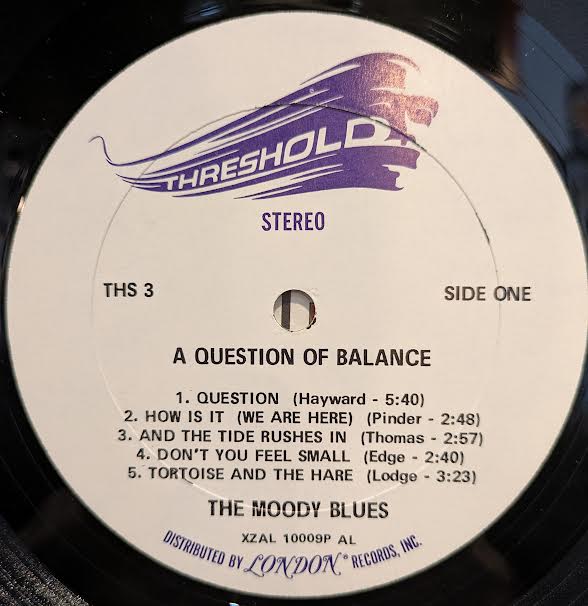 THRESHOLD
STEREO
THS 3
SIDE ONE
A QUESTION OF BALANCE
1. QUESTION (Hayward - 5:40)
2. HOW IS IT (WE ARE HERE) (Pinder - 2:48)
3. AND THE TIDE RUSHES IN (Thomas - 2:57)
4. DON'T YOU FEEL SMALL (Edge - 2:40)
5. TORTOISE AND THE HARE (Lodge - 3:23)
THE MOODY BLUES
XZAL 10009P AL
DISTRIBUTED BY LONDON® RECORDS, INC.